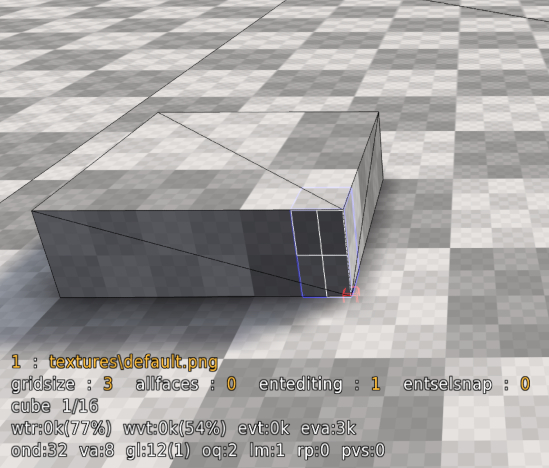 1 : textures\default.png
gridsize : 3 allfaces : 0 entediting : 1 entselsnap : 0
cube 1/16
wtr:0k(77%) wvt:0k(54%) evt:0k eva:3k
ond:32 va:8 gl:12(1) oq:2 lm:1 rp:0 pvs:0